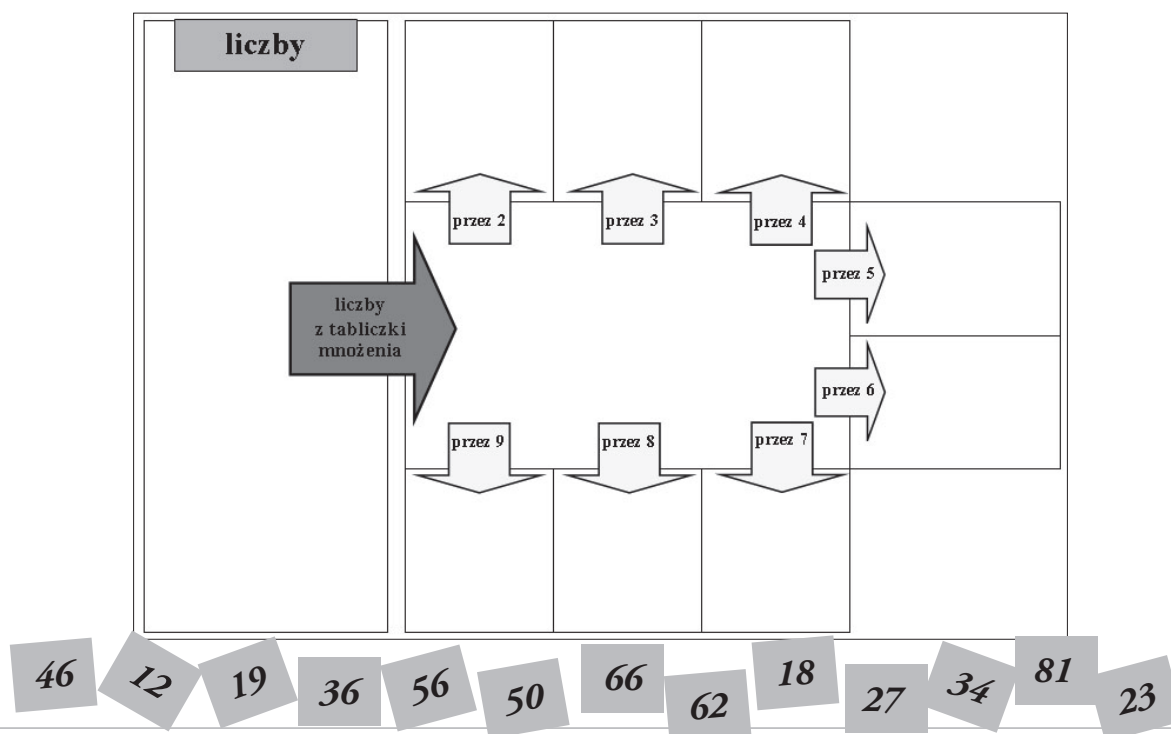 liczby
przez 2
przez 3
przez 4
przez 5
liczby
z tabliczki
mnożenia
przez 6
przez 9
przez 8
przez 7
46
12
19
36
56
50
66
62
18
27
34
81
23